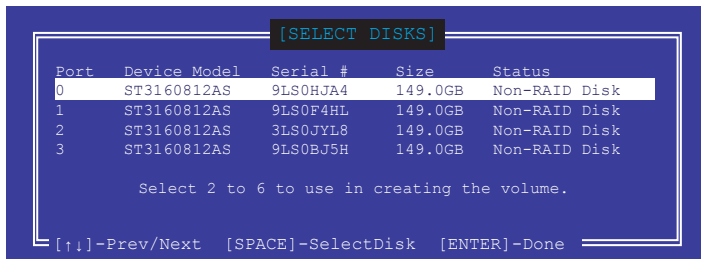 [SELECT DISKS]
Port Device Model Serial # Size Status
0 ST3160812AS 9LS0HJA4 149.0GB Non-RAID Disk
1 ST3160812AS 9LS0F4HL 149.0GB Non-RAID Disk
2 ST3160812AS 3LS0JYL8 149.0GB Non-RAID Disk
3 ST3160812AS 9LS0BJ5H 149.0GB Non-RAID Disk
Select 2 to 6 to use in creating the volume.
[↑↓]-Prev/Next [SPACE]-SelectDisk [ENTER]-Done